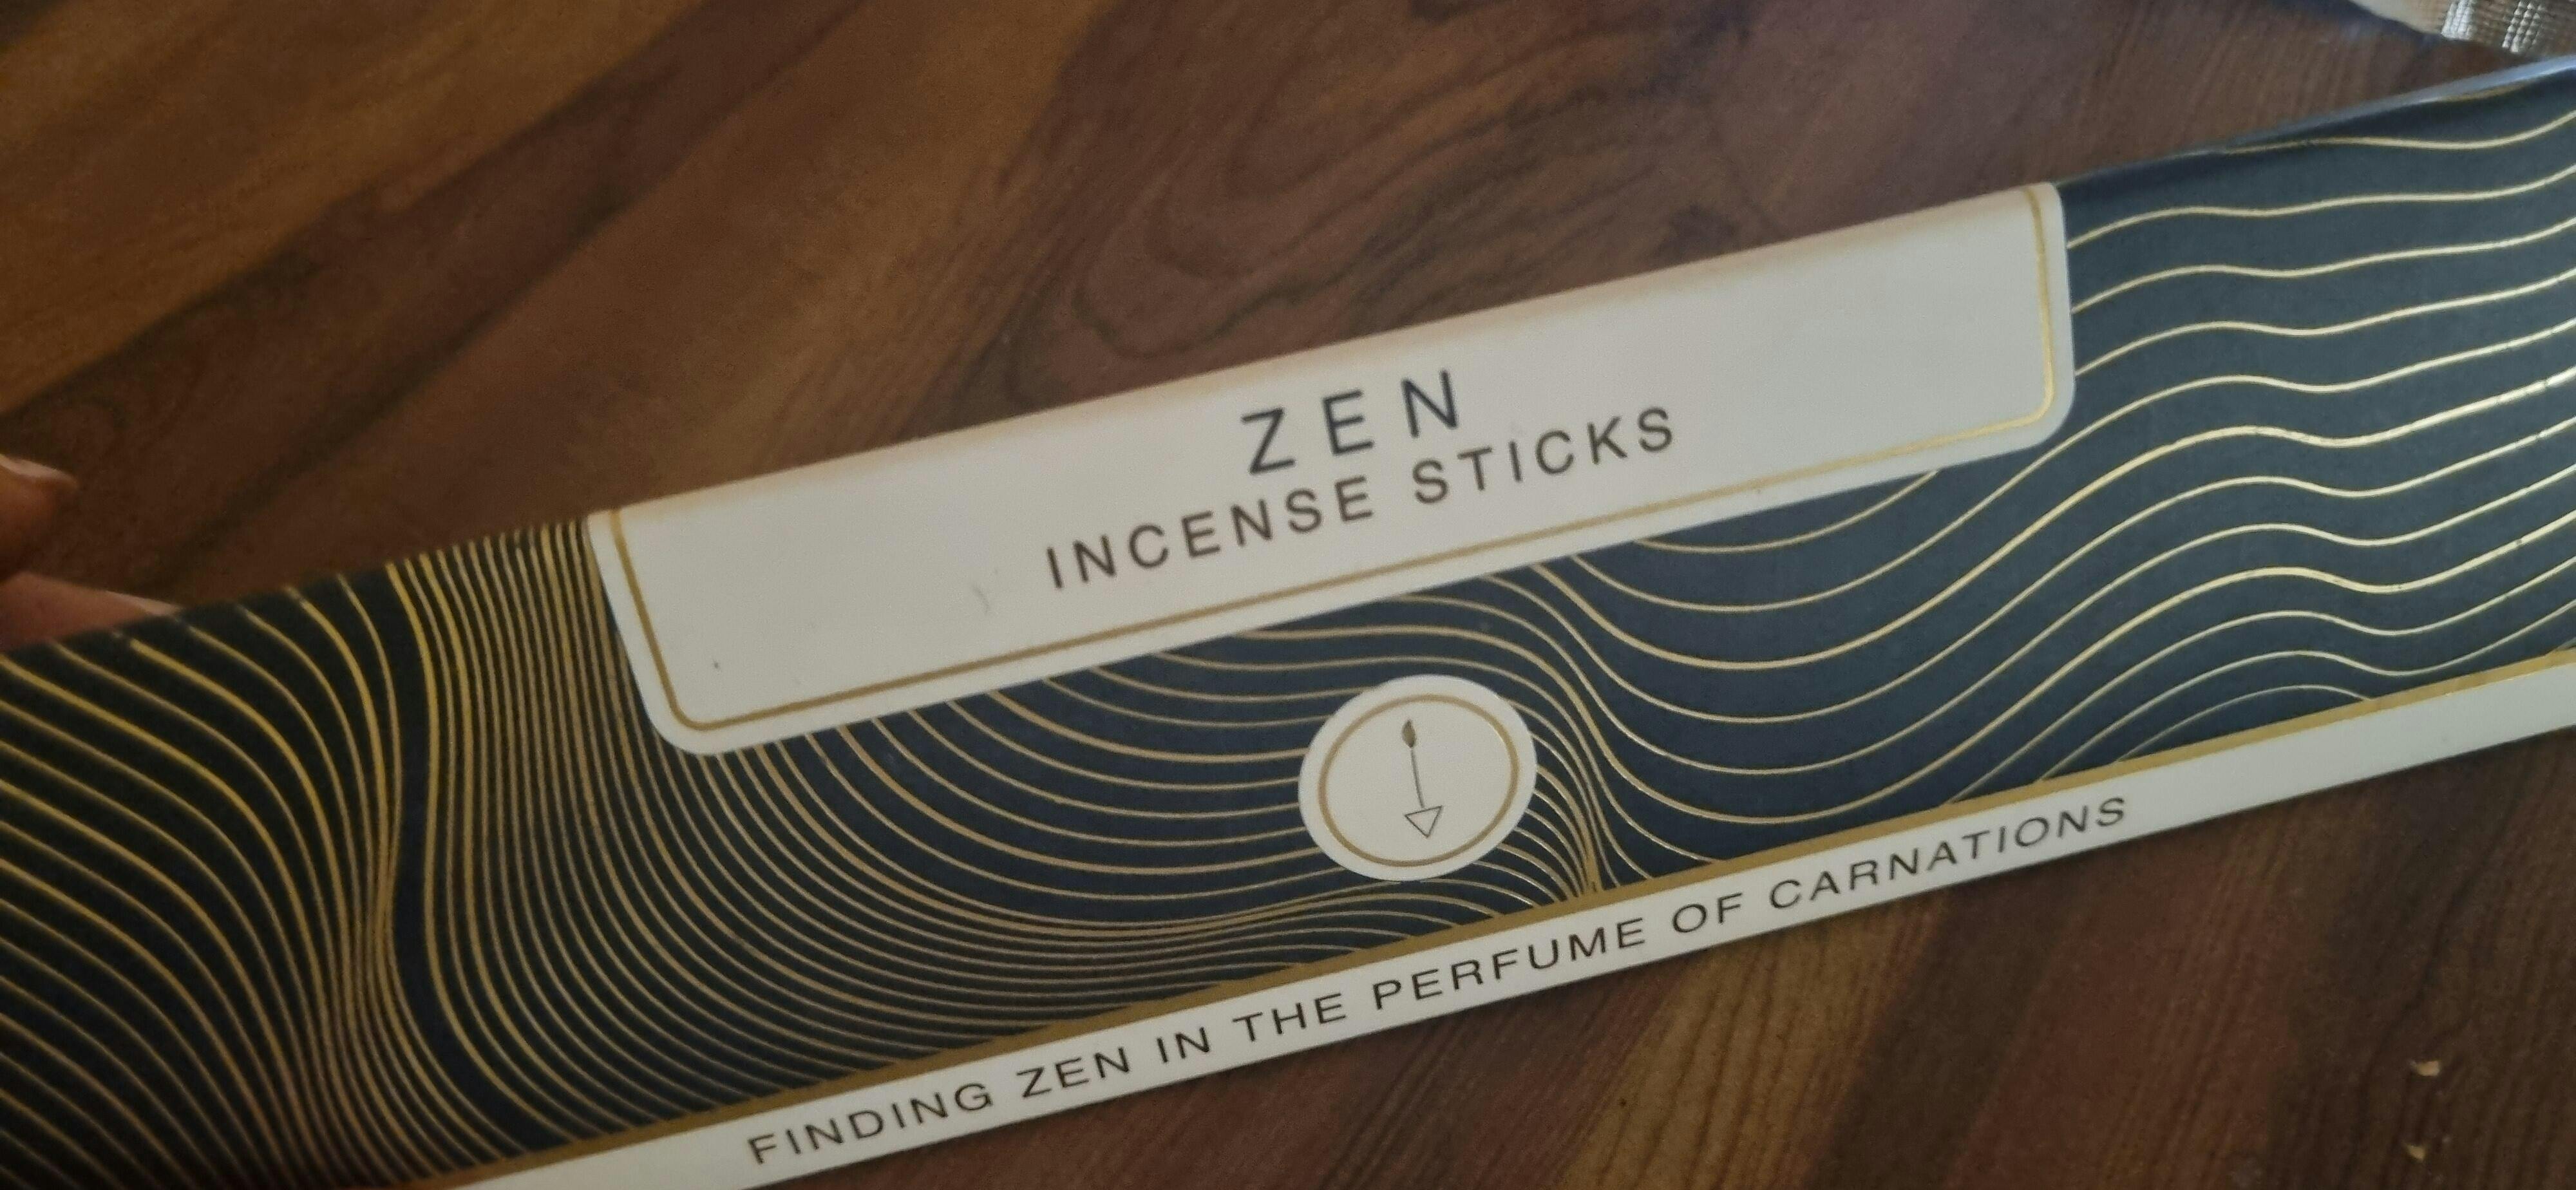 ZEN
INCENSE STICKS
FINDING ZEN IN THE PERFUME OF CARNATIONS